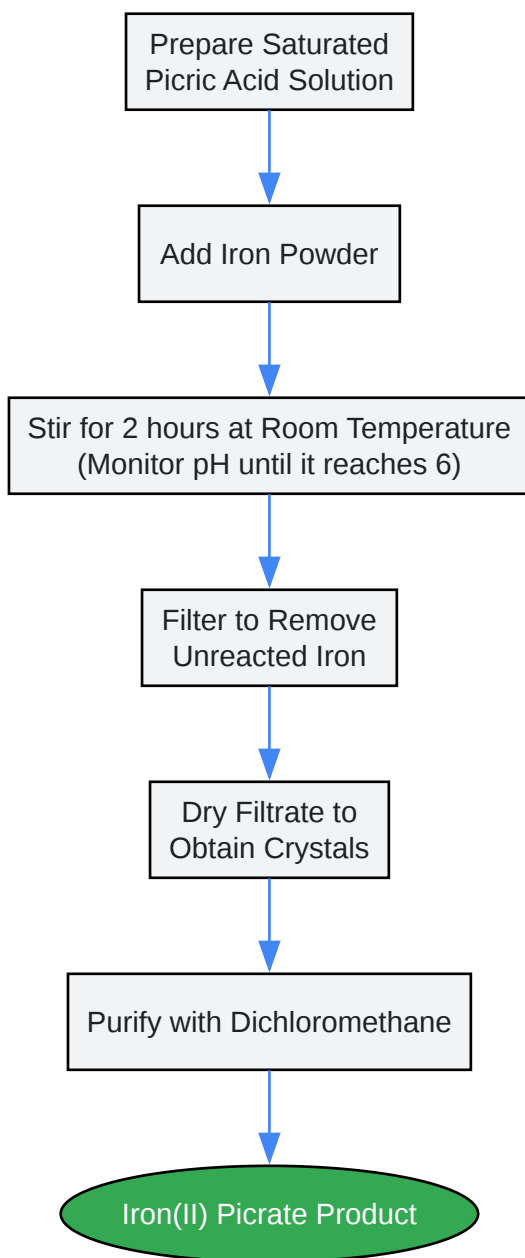 Prepare Saturated
Picric Acid Solution
Add Iron Powder
Stir for 2 hours at Room Temperature
(Monitor pH until it reaches 6)
Filter to Remove
Unreacted Iron
Dry Filtrate to
Obtain Crystals
Purify with Dichloromethane
Iron(II) Picrate Product